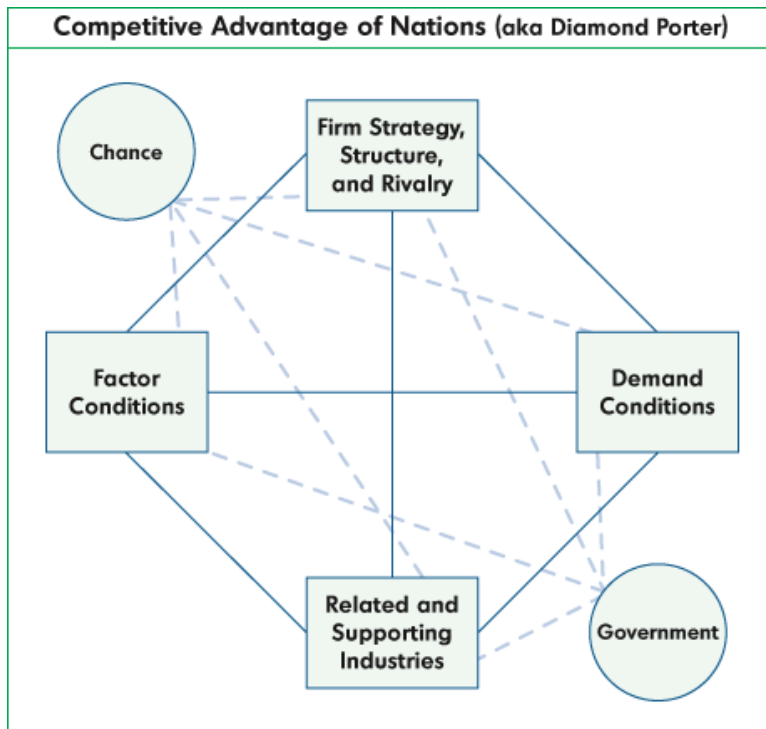 Competitive Advantage of Nations (aka Diamond Porter)
Chance
Firm Strategy,
Structure,
and Rivalry
Factor
Conditions
Demand
Conditions
Related and
Supporting
Industries
Government